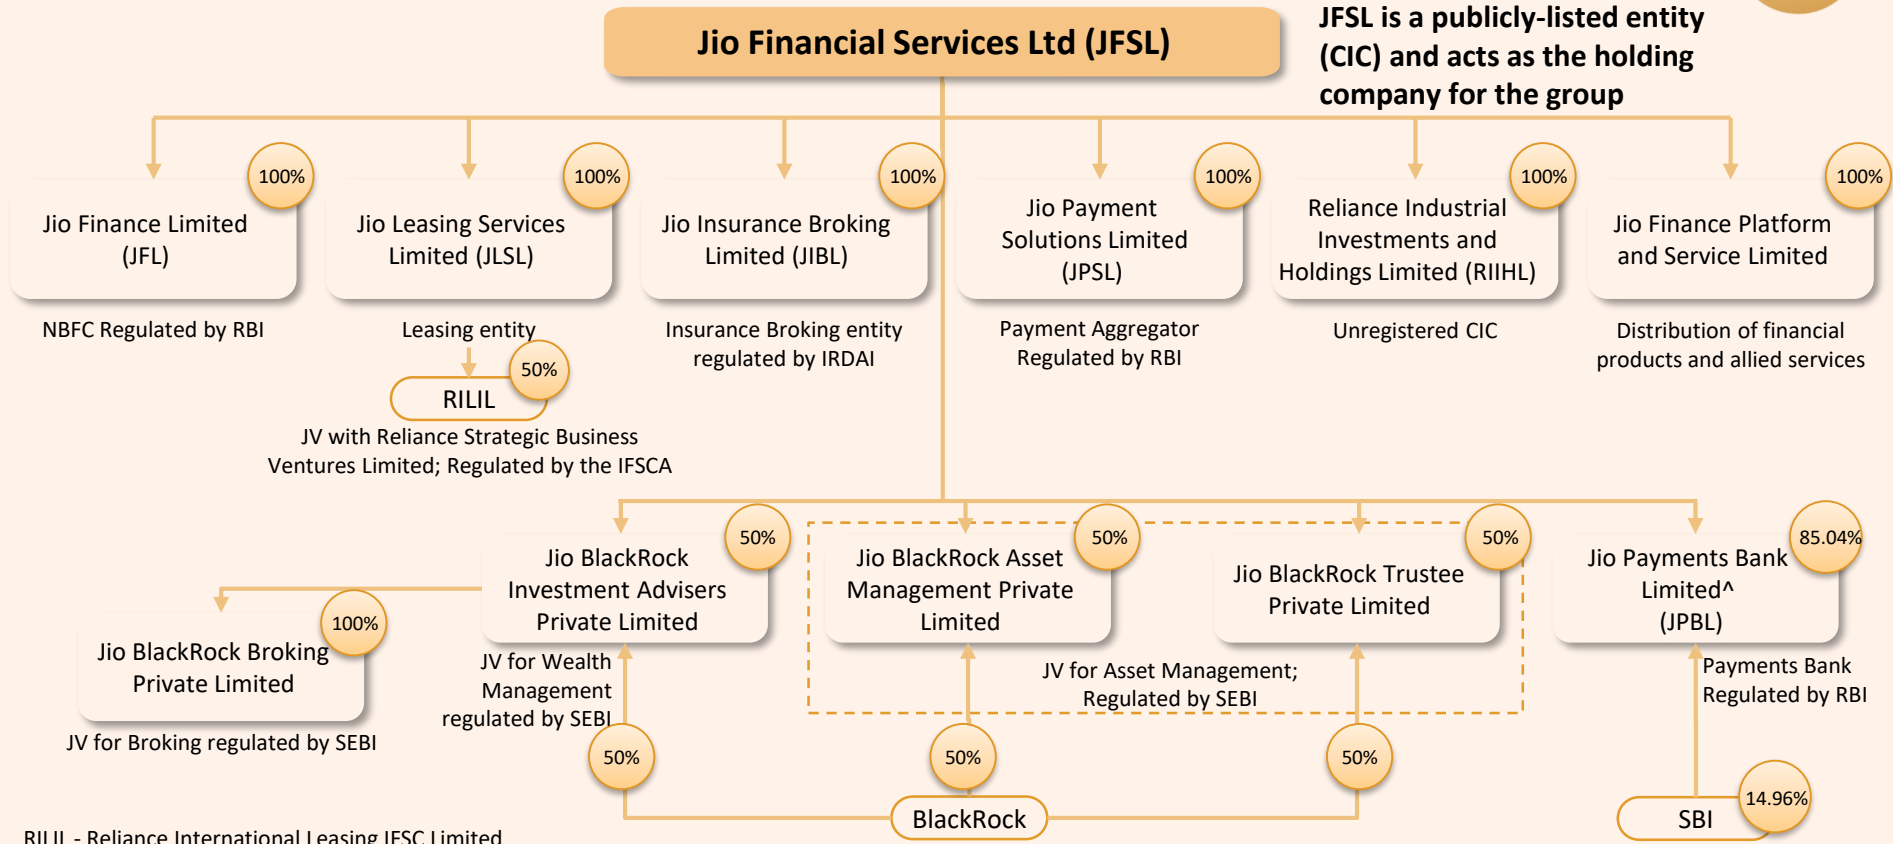 Jio Financial Services Ltd (JFSL)
JFSL is a publicly-listed entity
(CIC) and acts as the holding
company for the group
100%
Jio Finance Limited
(JFL)
NBFC Regulated by RBI
100%
Jio Leasing Services
Limited (JLSL)
Leasing entity
50%
RILIL
JV with Reliance Strategic Business
Ventures Limited; Regulated by the IFSCA
100%
Jio Insurance Broking
Limited (JIBL)
Insurance Broking entity
regulated by IRDAI
100%
Jio Payment
Solutions Limited
(JPSL)
Payment Aggregator
Regulated by RBI
100%
Reliance Industrial
Investments and
Holdings Limited (RIIHL)
Unregistered CIC
100%
Jio Finance Platform
and Service Limited
Distribution of financial
products and allied services
50%
Jio BlackRock
Investment Advisers
Private Limited
JV for Wealth
Management
regulated by SEBI
100%
Jio BlackRock Broking
Private Limited
JV for Broking regulated by SEBI
50%
Jio BlackRock Asset
Management Private
Limited
50%
Jio BlackRock Trustee
Private Limited
JV for Asset Management;
Regulated by SEBI
85.04%
Jio Payments Bank
Limited^
(JPBL)
Payments Bank
Regulated by RBI
50%
50%
50%
BlackRock
14.96%
SBI
RILIL - Reliance International Leasing IFSC Limited